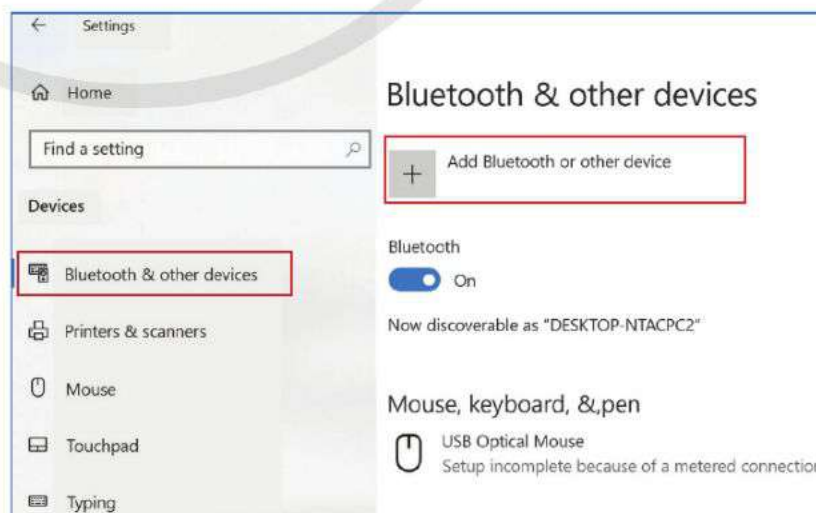 Settings
Home
Find a setting
Devices
Bluetooth & other devices
Printers & scanners
Mouse
Touchpad
Typing
Bluetooth & other devices
Add Bluetooth or other device
Bluetooth
On
Now discoverable as "DESKTOP-NTACPC2"
Mouse, keyboard, &,pen
USB Optical Mouse
Setup incomplete because of a metered connection